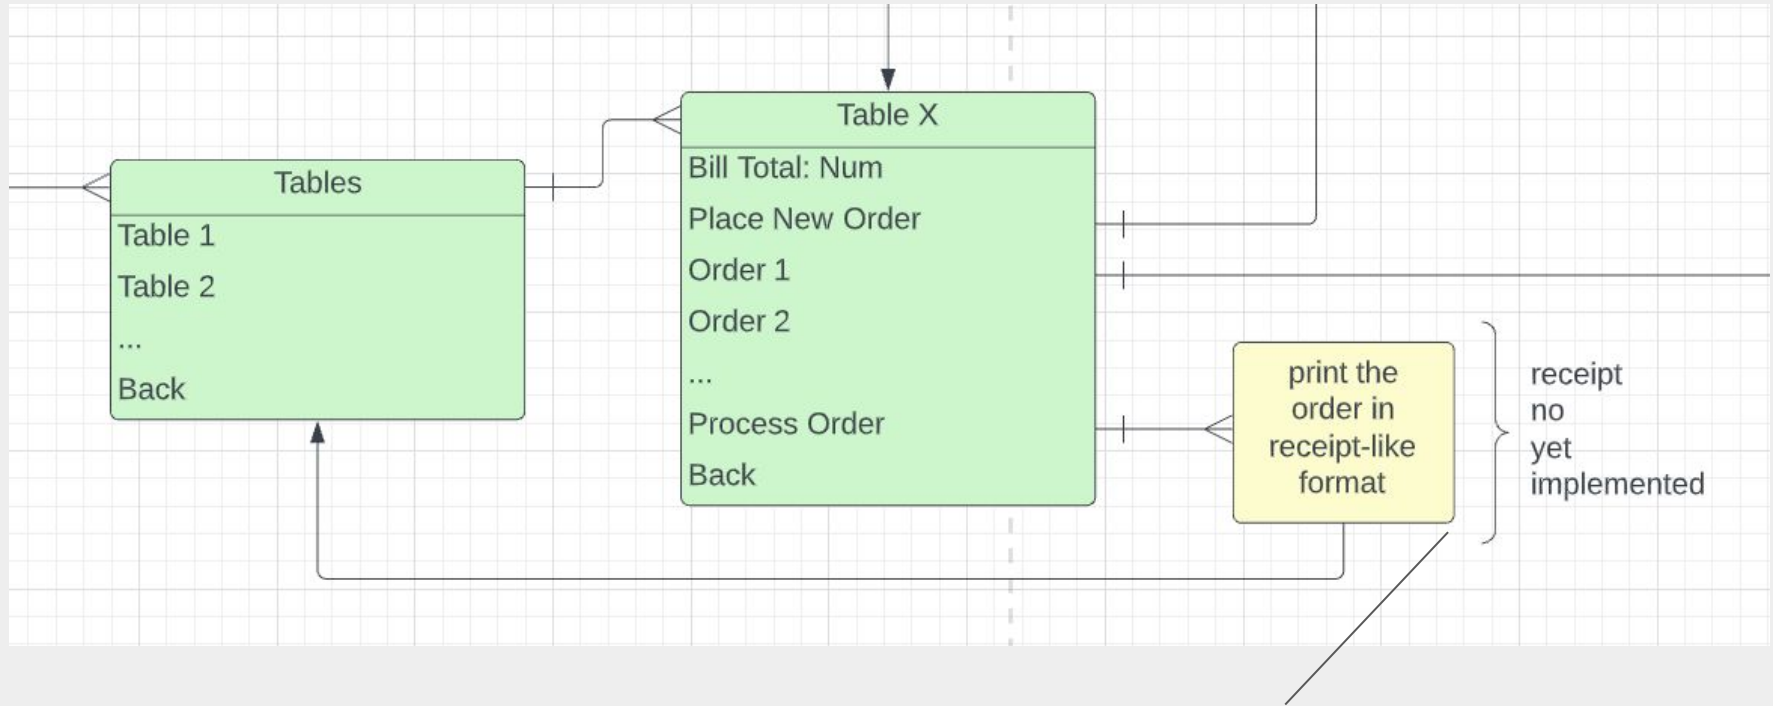 Tables
Table 1
Table 2
...
Back
Table X
Bill Total: Num
Place New Order
Order 1
Order 2
...
Process Order
Back
print the
order in
receipt-like
format
receipt
no
yet
implemented